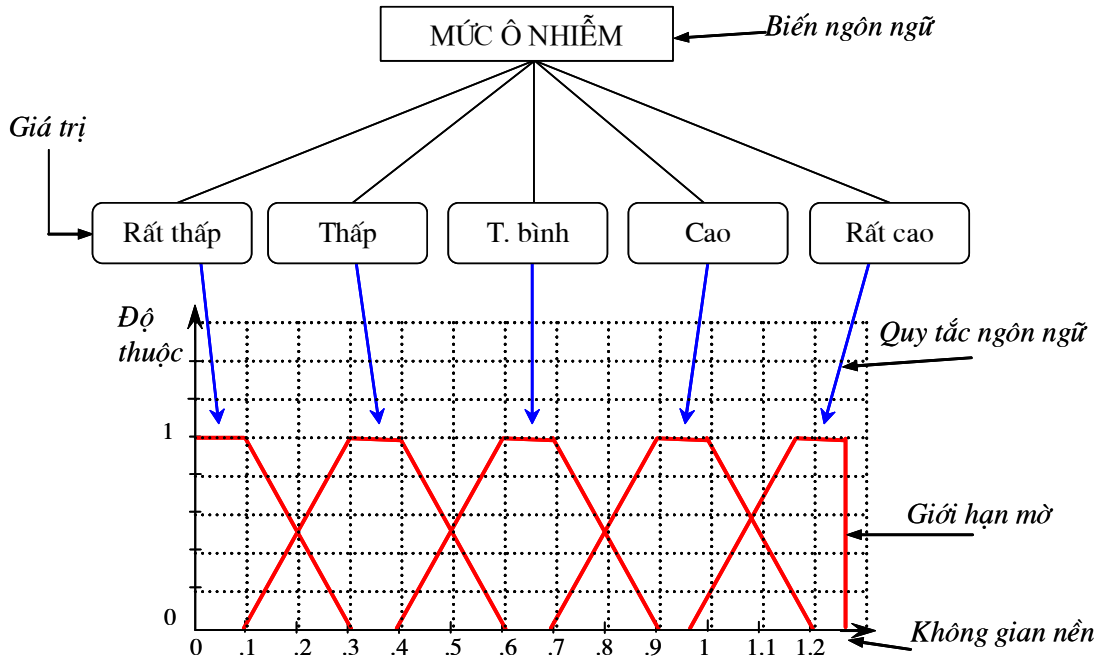 MỨC Ô NHIỄM
Biến ngôn ngữ
Giá trị
Rất thấp
Thấp
T. bình
Cao
Rất cao
Độ
thuộc
Quy tắc ngôn ngữ
1
Giới hạn mờ
0
0 .1 .2 .3 .4 .5 .6 .7 .8 .9 1 1.1 1.2
Không gian nền